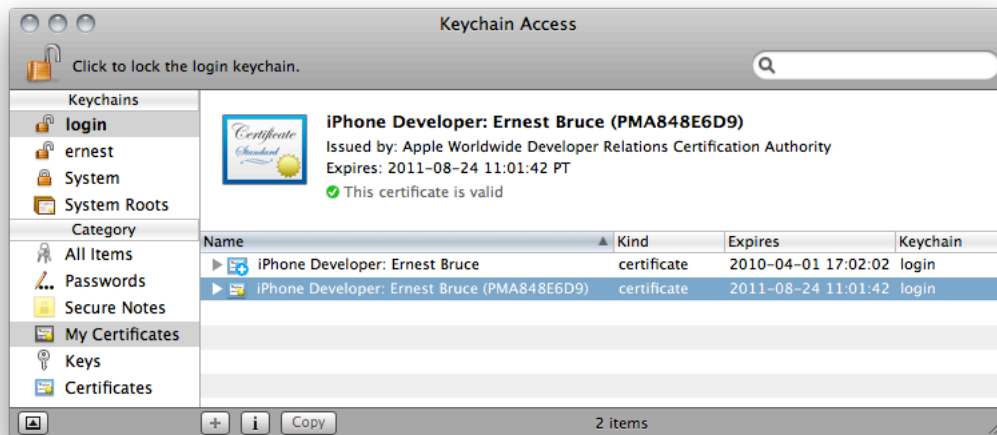 Keychain Access
Click to lock the login keychain.
Keychains
login
ernest
System
System Roots
Category
All Items
Passwords
Secure Notes
My Certificates
Keys
Certificates
Certificate
Standard
iPhone Developer: Ernest Bruce (PMA848E6D9)
Issued by: Apple Worldwide Developer Relations Certification Authority
Expires: 2011-08-24 11:01:42 PT
This certificate is valid
Name Kind Expires Keychain
iPhone Developer: Ernest Bruce certificate 2010-04-01 17:02:02 login
iPhone Developer: Ernest Bruce (PMA848E6D9) certificate 2011-08-24 11:01:42 login
+ i Copy 2 items